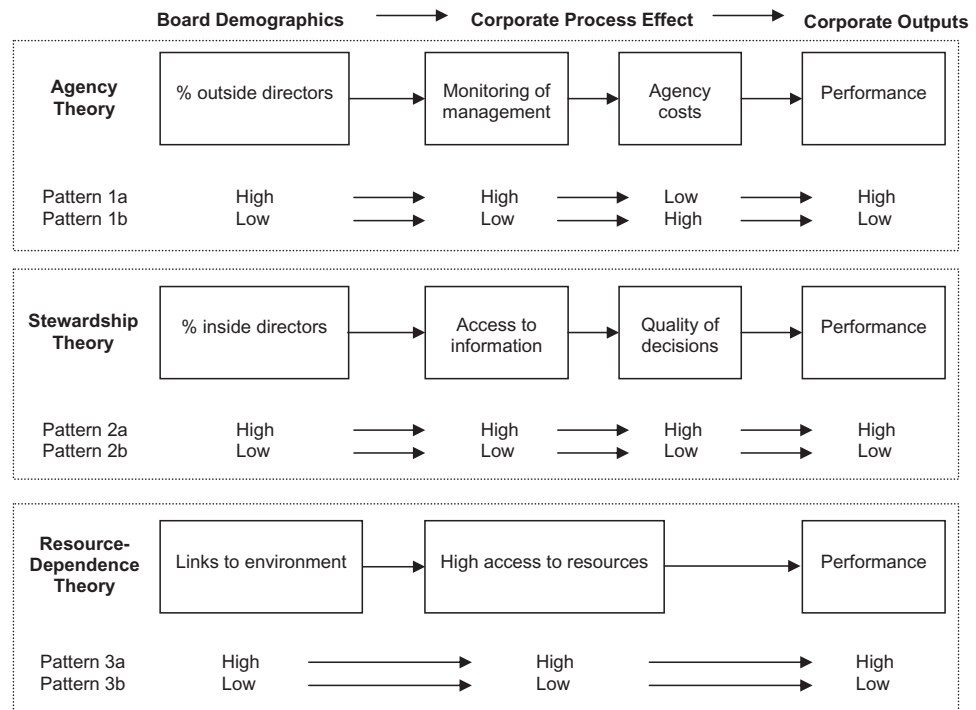 Board Demographics Corporate Process Effect Corporate Outputs
Agency
Theory
% outside directors
Monitoring of
management
Agency
costs
Performance
Pattern 1a High High Low High
Pattern 1b Low Low High Low
Stewardship
Theory
% inside directors
Access to
information
Quality of
decisions
Performance
Pattern 2a High High High High
Pattern 2b Low Low Low Low
Resource-
Dependence
Theory
Links to environment
High access to resources
Performance
Pattern 3a High High High
Pattern 3b Low Low Low